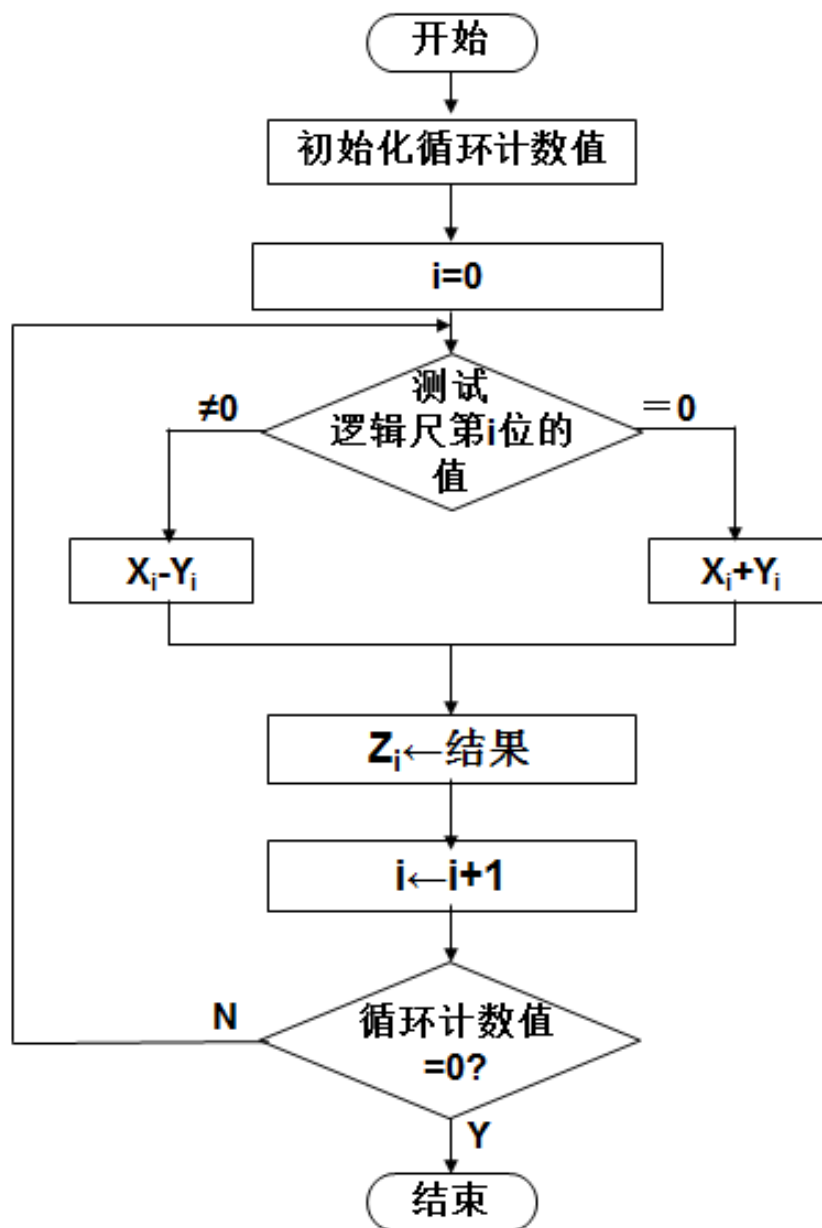 开始
初始化循环计数值
i=0
测试
≠0
=0
逻辑尺第i位的
值
Xi-Yi
Xi+Yi
Zi←结果
i←i+1
N
循环计数值
=0?
Y
结束